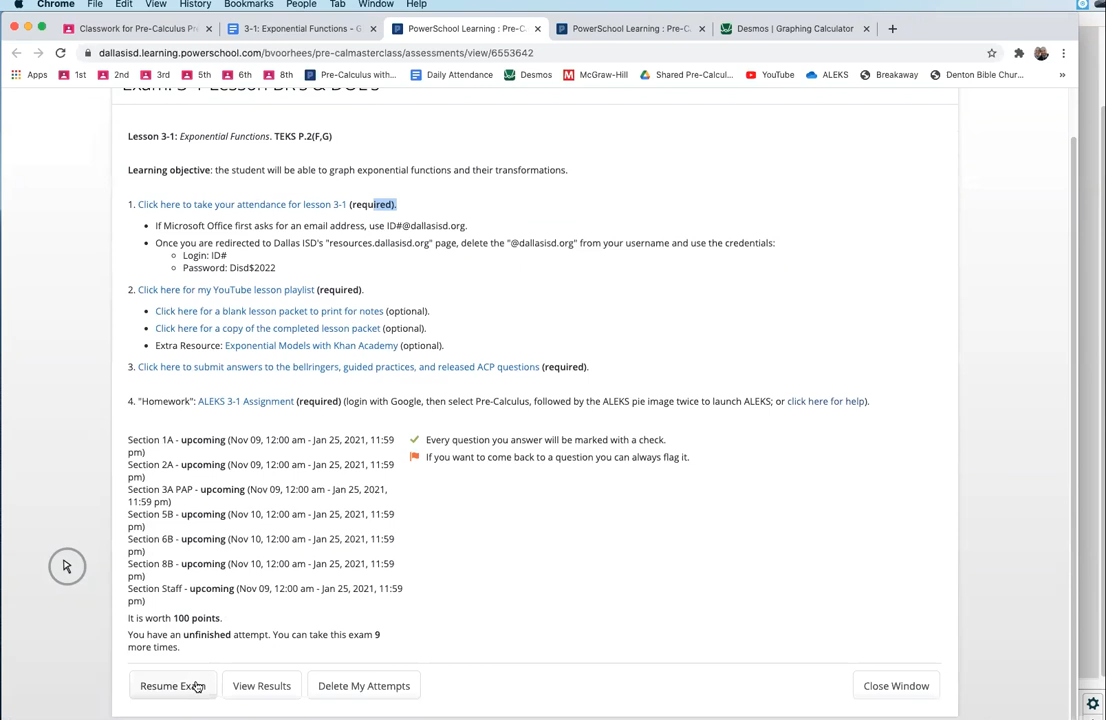 Chrome File Edit View History Bookmarks People Tab Window Help
Classwork for Pre-Calculus P... 3-1: Exponential Functions - G PowerSchool Learning : Pre-C... PowerSchool Learning : Pre-C... Desmos | Graphing Calculator
dallasisd.learning.powerschool.com/bvoorhees/pre-calmasterclass/assessments/view/6553642
Apps 1st 2nd 3rd 5th 6th 8th Pre-Calculus with... Daily Attendance Desmos McGraw-Hill Shared Pre-Calcul... YouTube ALEKS Breakaway Denton Bible Chur... »
Exam: 3-1 Lesson BR's & DOL's
Lesson 3-1: Exponential Functions. TEKS P.2(F,G)
Learning objective: the student will be able to graph exponential functions and their transformations.
1. Click here to take your attendance for lesson 3-1 (required).
• If Microsoft Office first asks for an email address, use ID#@dallasisd.org.
• Once you are redirected to Dallas ISD's "resources.dallasisd.org" page, delete the "@dallasisd.org" from your username and use the credentials:
Login: ID#
Password: Disd$2022
2. Click here for my YouTube lesson playlist (required).
• Click here for a blank lesson packet to print for notes (optional).
• Click here for a copy of the completed lesson packet (optional).
• Extra Resource: Exponential Models with Khan Academy (optional).
3. Click here to submit answers to the bellringers, guided practices, and released ACP questions (required).
4. "Homework": ALEKS 3-1 Assignment (required) (login with Google, then select Pre-Calculus, followed by the ALEKS pie image twice to launch ALEKS; or click here for help).
Section 1A - upcoming (Nov 09, 12:00 am - Jan 25, 2021, 11:59
pm)
Section 2A - upcoming (Nov 09, 12:00 am - Jan 25, 2021, 11:59
pm)
Section 3A PAP - upcoming (Nov 09, 12:00 am - Jan 25, 2021,
11:59 pm)
Section 5B - upcoming (Nov 10, 12:00 am - Jan 25, 2021, 11:59
pm)
Section 6B - upcoming (Nov 10, 12:00 am - Jan 25, 2021, 11:59
pm)
Section 8B - upcoming (Nov 10, 12:00 am - Jan 25, 2021, 11:59
pm)
Section Staff - upcoming (Nov 09, 12:00 am - Jan 25, 2021, 11:59
pm)
It is worth 100 points.
You have an unfinished attempt. You can take this exam 9
more times.
Every question you answer will be marked with a check.
If you want to come back to a question you can always flag it.
Resume Exam View Results Delete My Attempts Close Window